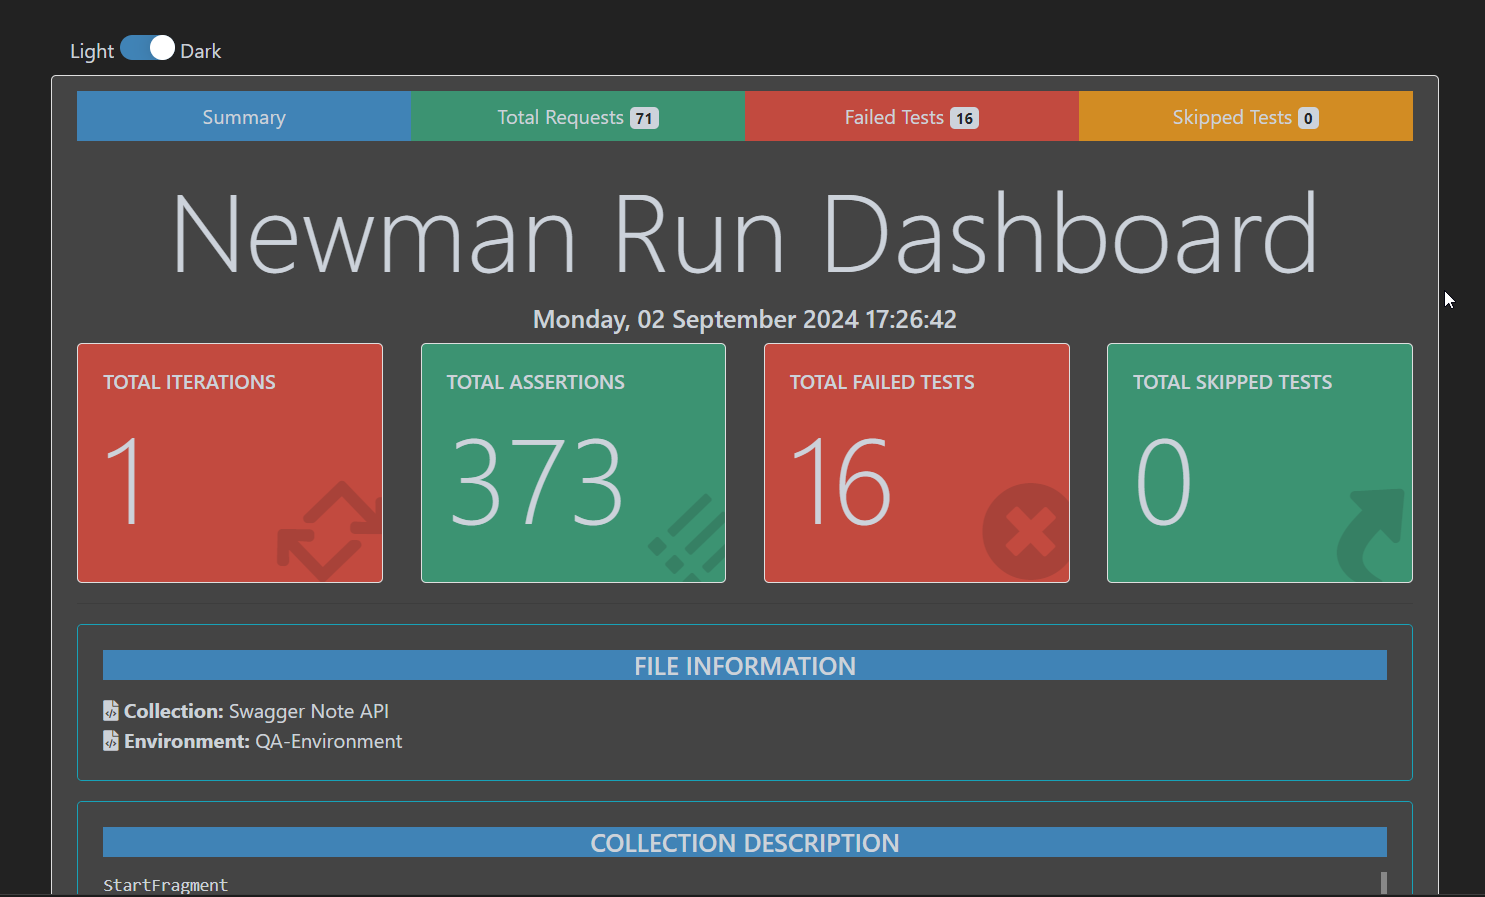 Light Dark
Summary Total Requests 71 Failed Tests 16 Skipped Tests 0
Newman Run Dashboard
Monday, 02 September 2024 17:26:42
TOTAL ITERATIONS
1
TOTAL ASSERTIONS
373
TOTAL FAILED TESTS
16
TOTAL SKIPPED TESTS
0
FILE INFORMATION
Collection: Swagger Note API
Environment: QA-Environment
COLLECTION DESCRIPTION
StartFragment